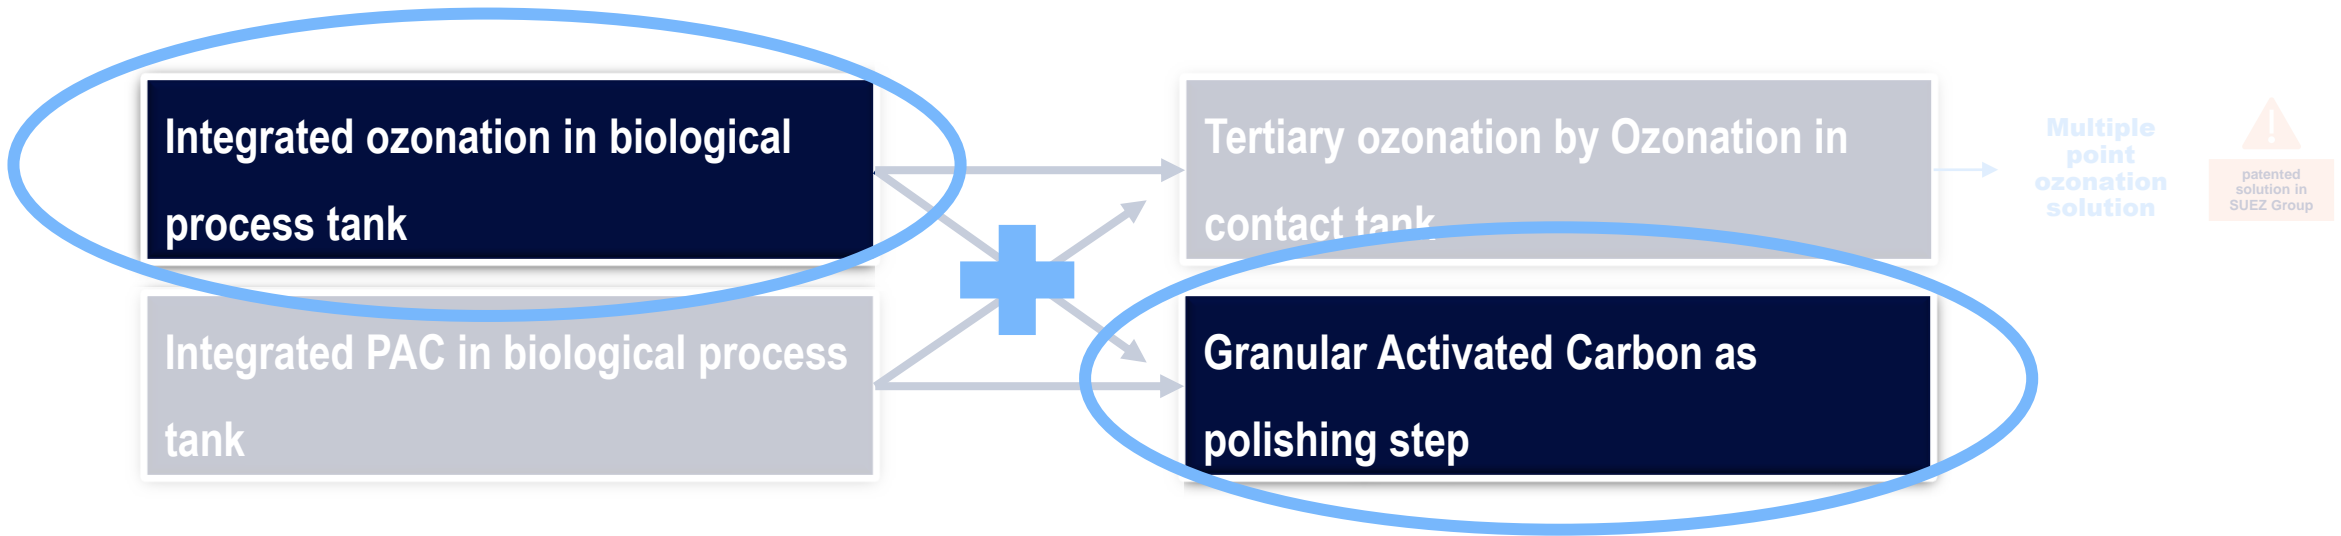 Integrated ozonation in biological
process tank
Integrated PAC in biological process
tank
Tertiary ozonation by Ozonation in
contact tank
Granular Activated Carbon as
polishing step
Multiple
point
ozonation
solution
patented
solution in
SUEZ Group